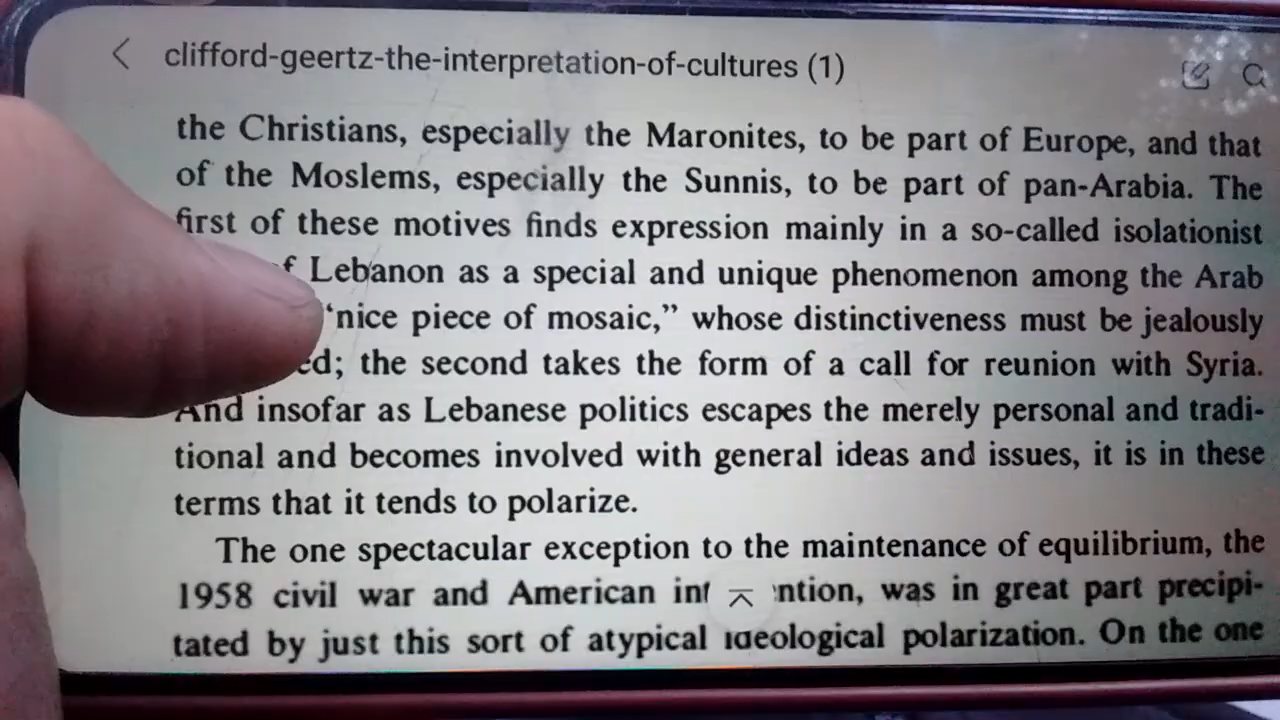 clifford-geertz-the-interpretation-of-cultures (1)
the Christians, especially the Maronites, to be part of Europe, and that
of the Moslems, especially the Sunnis, to be part of pan-Arabia. The
first of these motives finds expression mainly in a so-called isolationist
Lebanon as a special and unique phenomenon among the Arab
“nice piece of mosaic,” whose distinctiveness must be jealously
the second takes the form of a call for reunion with Syria.
And insofar as Lebanese politics escapes the merely personal and tradi-
tional and becomes involved with general ideas and issues, it is in these
terms that it tends to polarize.
The one spectacular exception to the maintenance of equilibrium, the
1958 civil war and American was in great part precipi-
tated by just this sort of atypical ideological polarization. On the one